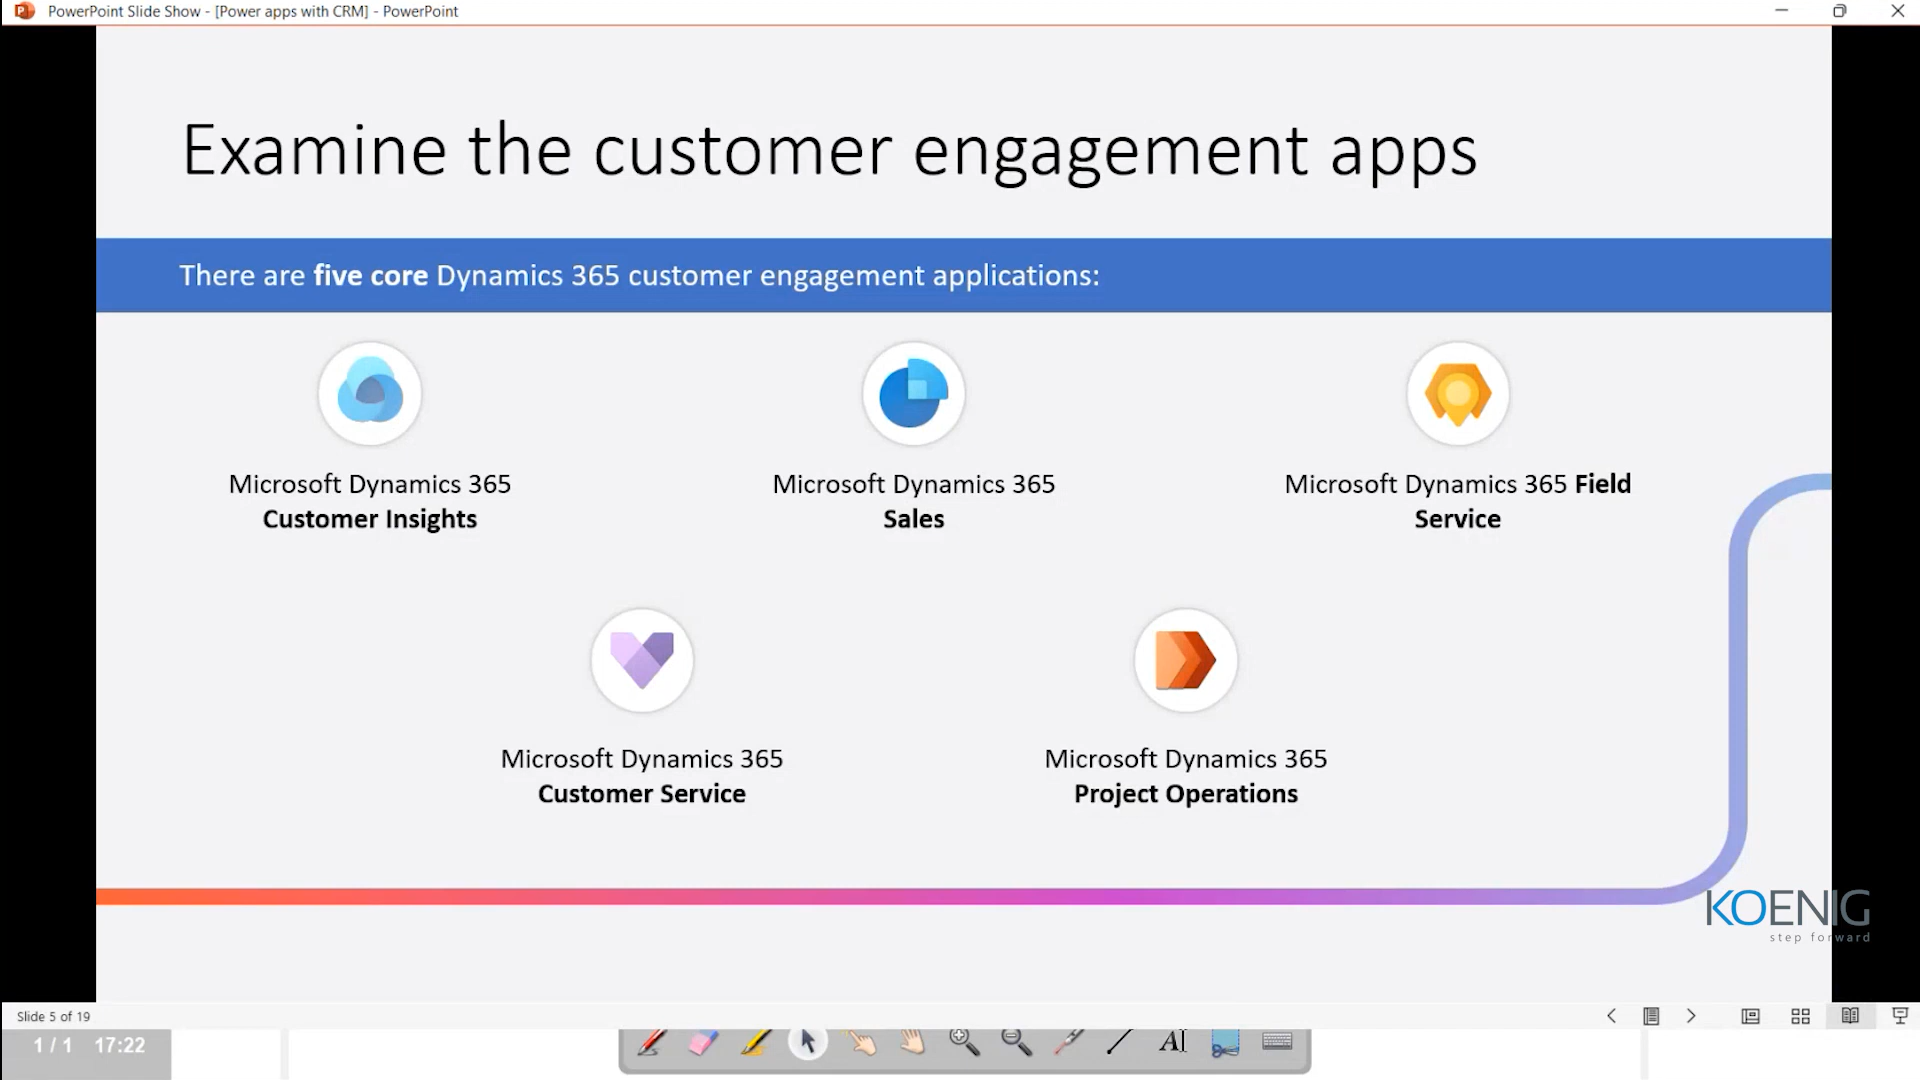 PowerPoint Slide Show - [Power apps with CRM] - PowerPoint
Examine the customer engagement apps
There are five core Dynamics 365 customer engagement applications:
Microsoft Dynamics 365
Customer Insights
Microsoft Dynamics 365
Sales
Microsoft Dynamics 365 Field
Service
Microsoft Dynamics 365
Customer Service
Microsoft Dynamics 365
Project Operations
KOENIG
step forward
Slide 5 of 19
1 / 1 17:22
AI